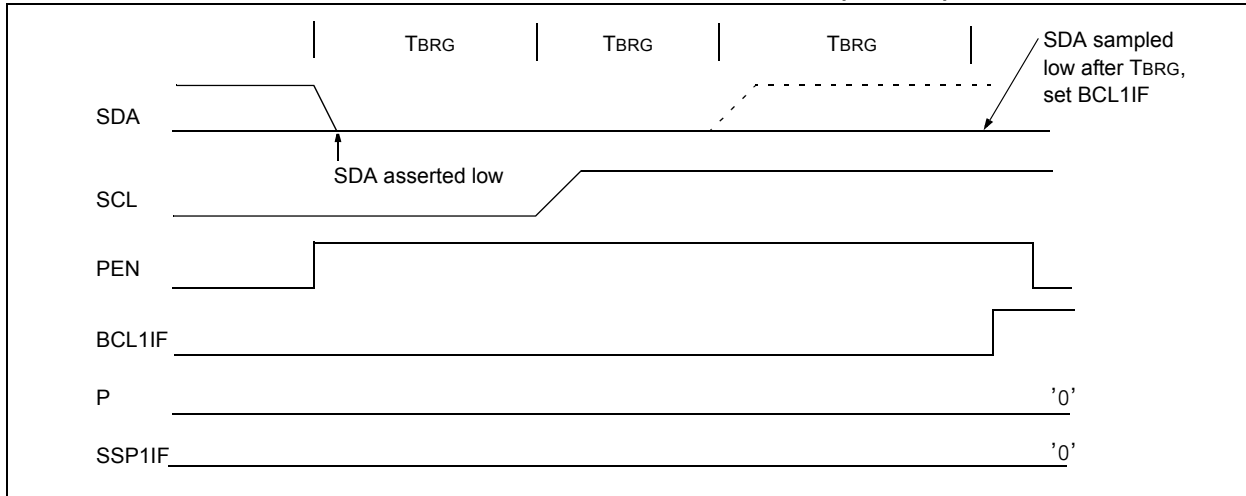 TBRG TBRG TBRG
SDA sampled
low after TBRG,
set BCL1IF
SDA
SDA asserted low
SCL
PEN
BCL1IF
P '0'
SSP1IF '0'